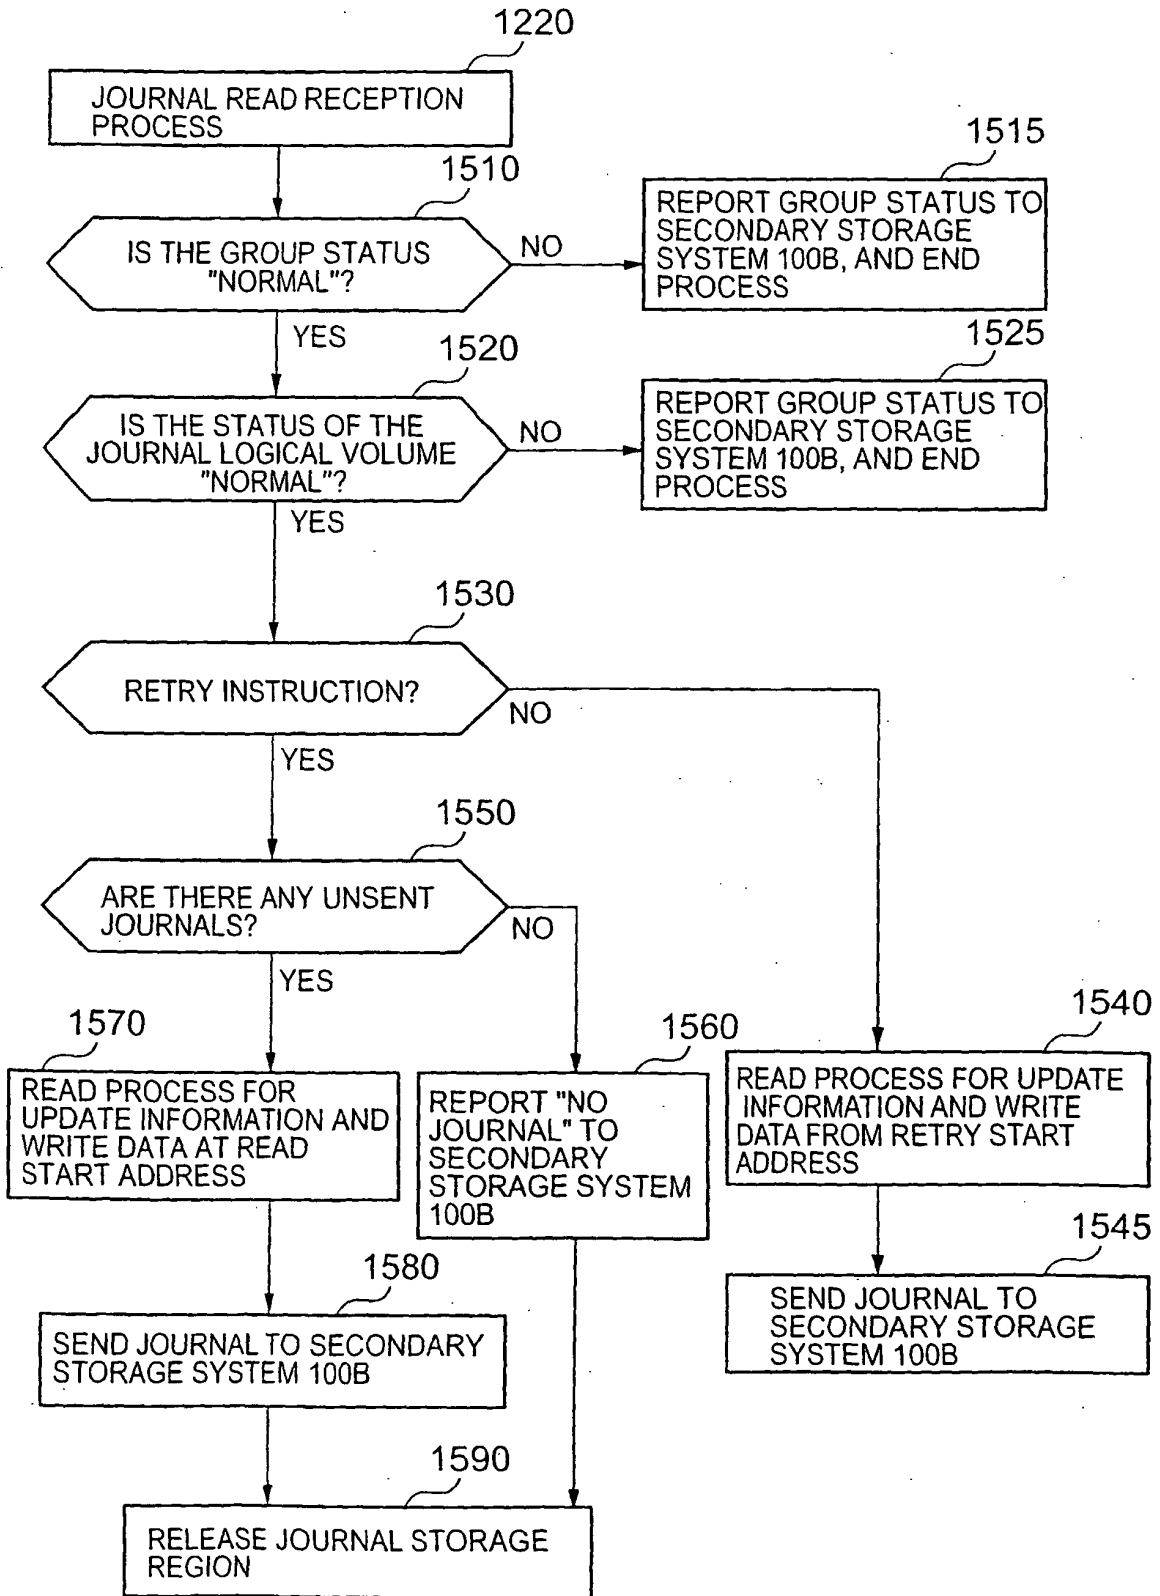 1220
JOURNAL READ RECEPTION
PROCESS
1510
IS THE GROUP STATUS
"NORMAL"?
NO
YES
1515
REPORT GROUP STATUS TO
SECONDARY STORAGE
SYSTEM 100B, AND END
PROCESS
1520
IS THE STATUS OF THE
JOURNAL LOGICAL VOLUME
"NORMAL"?
NO
YES
1525
REPORT GROUP STATUS TO
SECONDARY STORAGE
SYSTEM 100B, AND END
PROCESS
1530
RETRY INSTRUCTION?
NO
YES
1550
ARE THERE ANY UNSENT
JOURNALS?
NO
YES
1570
READ PROCESS FOR
UPDATE INFORMATION AND
WRITE DATA AT READ
START ADDRESS
1560
REPORT "NO
JOURNAL" TO
SECONDARY
STORAGE SYSTEM
100B
1540
READ PROCESS FOR UPDATE
INFORMATION AND WRITE
DATA FROM RETRY START
ADDRESS
1580
SEND JOURNAL TO SECONDARY
STORAGE SYSTEM 100B
1545
SEND JOURNAL TO
SECONDARY STORAGE
SYSTEM 100B
1590
RELEASE JOURNAL STORAGE
REGION